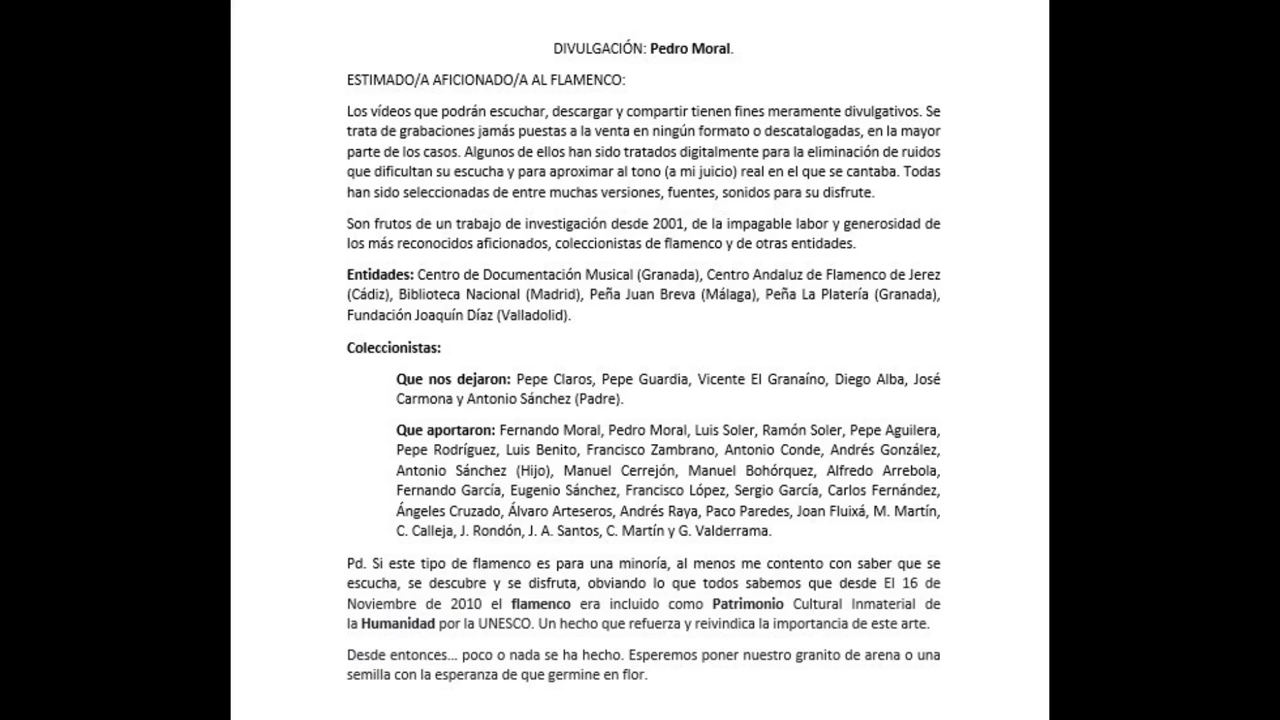 DIVULGACIÓN: Pedro Moral.
ESTIMADO/A AFICIONADO/A AL FLAMENCO:
Los vídeos que podrán escuchar, descargar y compartir tienen fines meramente divulgativos. Se
trata de grabaciones jamás puestas a la venta en ningún formato o descatalogadas, en la mayor
parte de los casos. Algunos de ellos han sido tratados digitalmente para la eliminación de ruidos
que dificultan su escucha y para aproximar al tono (a mi juicio) real en el que se cantaba. Todas
han sido seleccionadas de entre muchas versiones, fuentes, sonidos para su disfrute.
Son frutos de un trabajo de investigación desde 2001, de la impagable labor y generosidad de
los más reconocidos aficionados, coleccionistas de flamenco y de otras entidades.
Entidades: Centro de Documentación Musical (Granada), Centro Andaluz de Flamenco de Jerez
(Cádiz), Biblioteca Nacional (Madrid), Peña Juan Breva (Málaga), Peña La Platería (Granada),
Fundación Joaquín Díaz (Valladolid).
Coleccionistas:
Que nos dejaron: Pepe Claros, Pepe Guardia, Vicente El Granaíno, Diego Alba, José
Carmona y Antonio Sánchez (Padre).
Que aportaron: Fernando Moral, Pedro Moral, Luis Soler, Ramón Soler, Pepe Aguilera,
Pepe Rodríguez, Luis Benito, Francisco Zambrano, Antonio Conde, Andrés González,
Antonio Sánchez (Hijo), Manuel Cerrejón, Manuel Bohórquez, Alfredo Arrebola,
Fernando García, Eugenio Sánchez, Francisco López, Sergio García, Carlos Fernández,
Ángeles Cruzado, Álvaro Arteseros, Andrés Raya, Paco Paredes, Joan Fluixá, M. Martín,
C. Calleja, J. Rondón, J. A. Santos, C. Martín y G. Valderrama.
Pd. Si este tipo de flamenco es para una minoría, al menos me contento con saber que se
escucha, se descubre y se disfruta, obviando lo que todos sabemos que desde El 16 de
Noviembre de 2010 el flamenco era incluido como Patrimonio Cultural Inmaterial de
la Humanidad por la UNESCO. Un hecho que refuerza y reivindica la importancia de este arte.
Desde entonces... poco o nada se ha hecho. Esperemos poner nuestro granito de arena o una
semilla con la esperanza de que germine en flor.